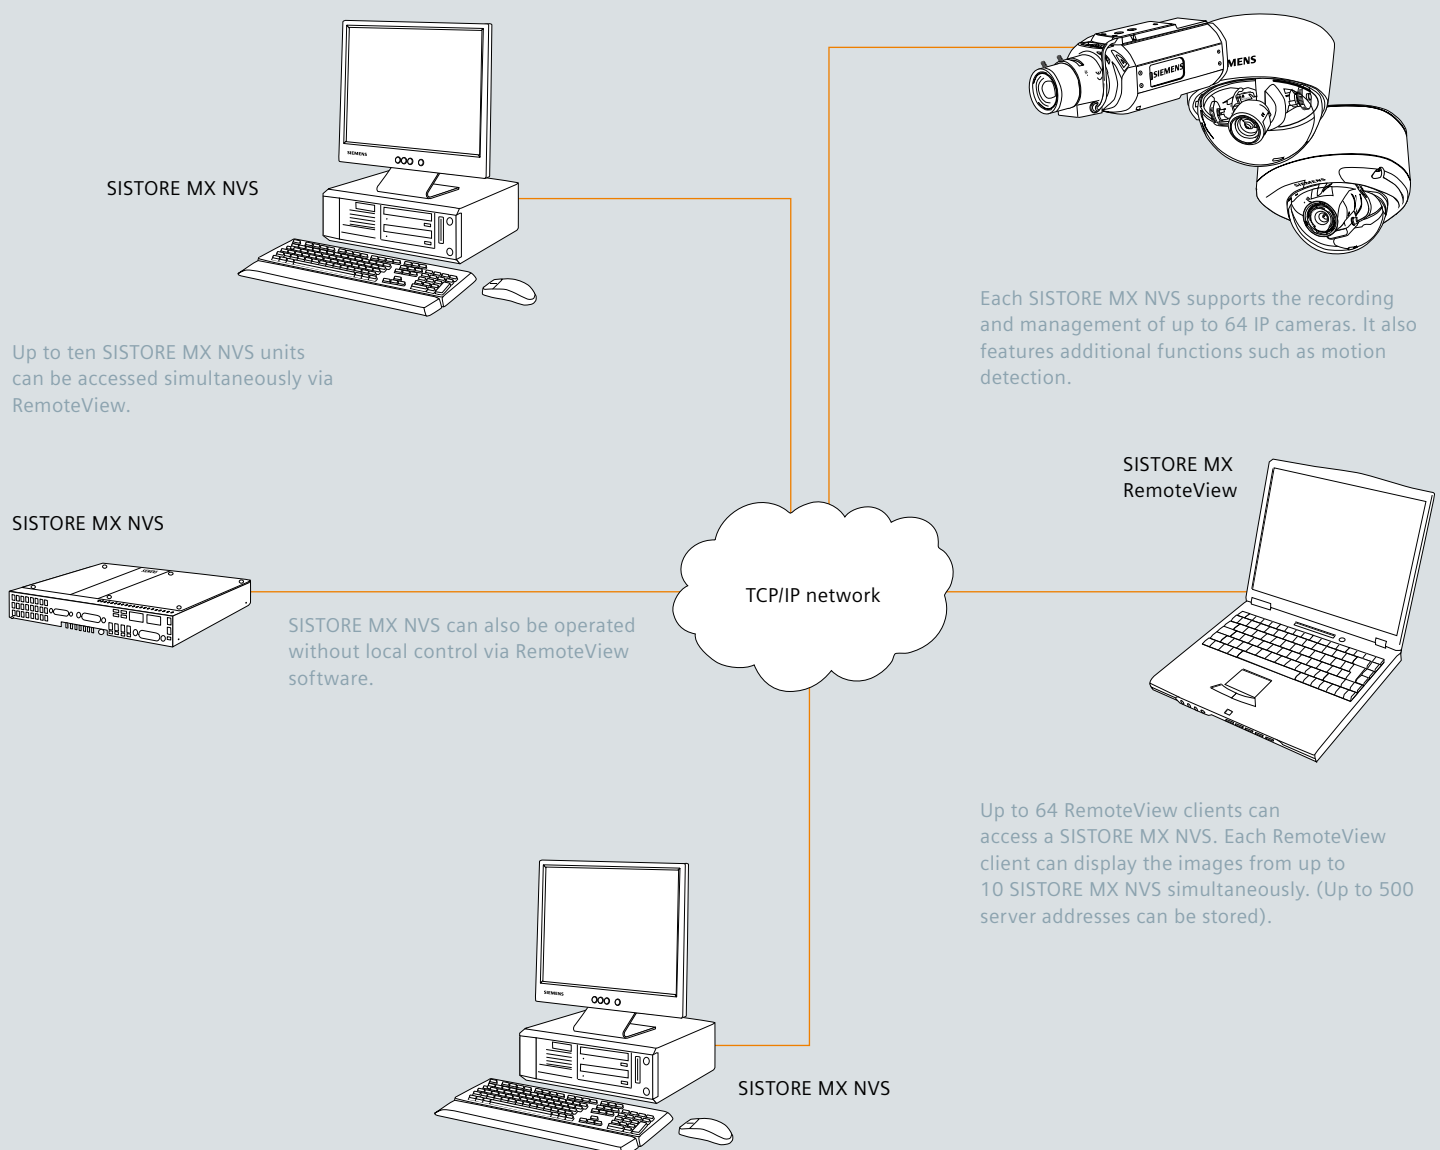 SIEMENS
SISTORE MX NVS
Up to ten SISTORE MX NVS units
can be accessed simultaneously via
RemoteView.
SIEMENS
MENS
SIEMENS
Each SISTORE MX NVS supports the recording
and management of up to 64 IP cameras. It also
features additional functions such as motion
detection.
SISTORE MX NVS
SIEMENS
SISTORE MX NVS can also be operated
without local control via RemoteView
software.
TCP/IP network
SISTORE MX
RemoteView
Up to 64 RemoteView clients can
access a SISTORE MX NVS. Each RemoteView
client can display the images from up to
10 SISTORE MX NVS simultaneously. (Up to 500
server addresses can be stored).
SIEMENS
SISTORE MX NVS